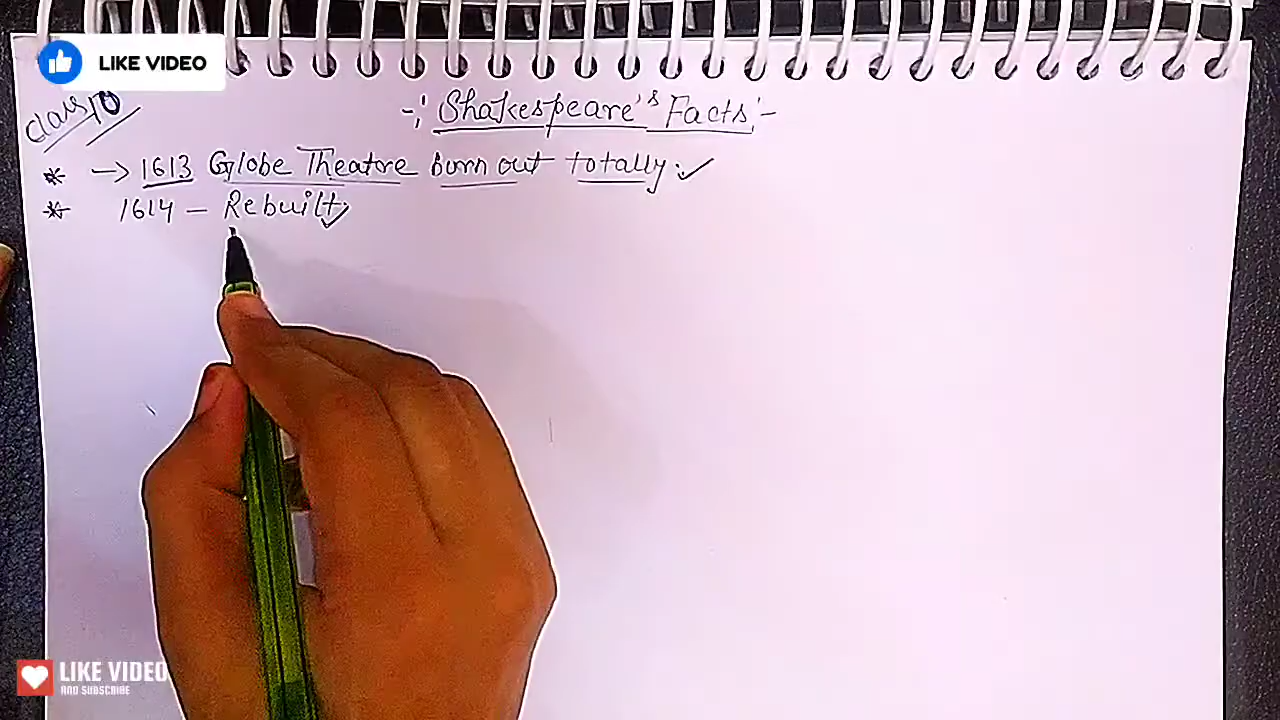 LIKE VIDEO
Class 10
-: Shakespeare's Facts :-
* → 1613 Globe Theatre burn out totally.
* 1614 – Rebuilt.
LIKE VIDEO
AND SUBSCRIBE